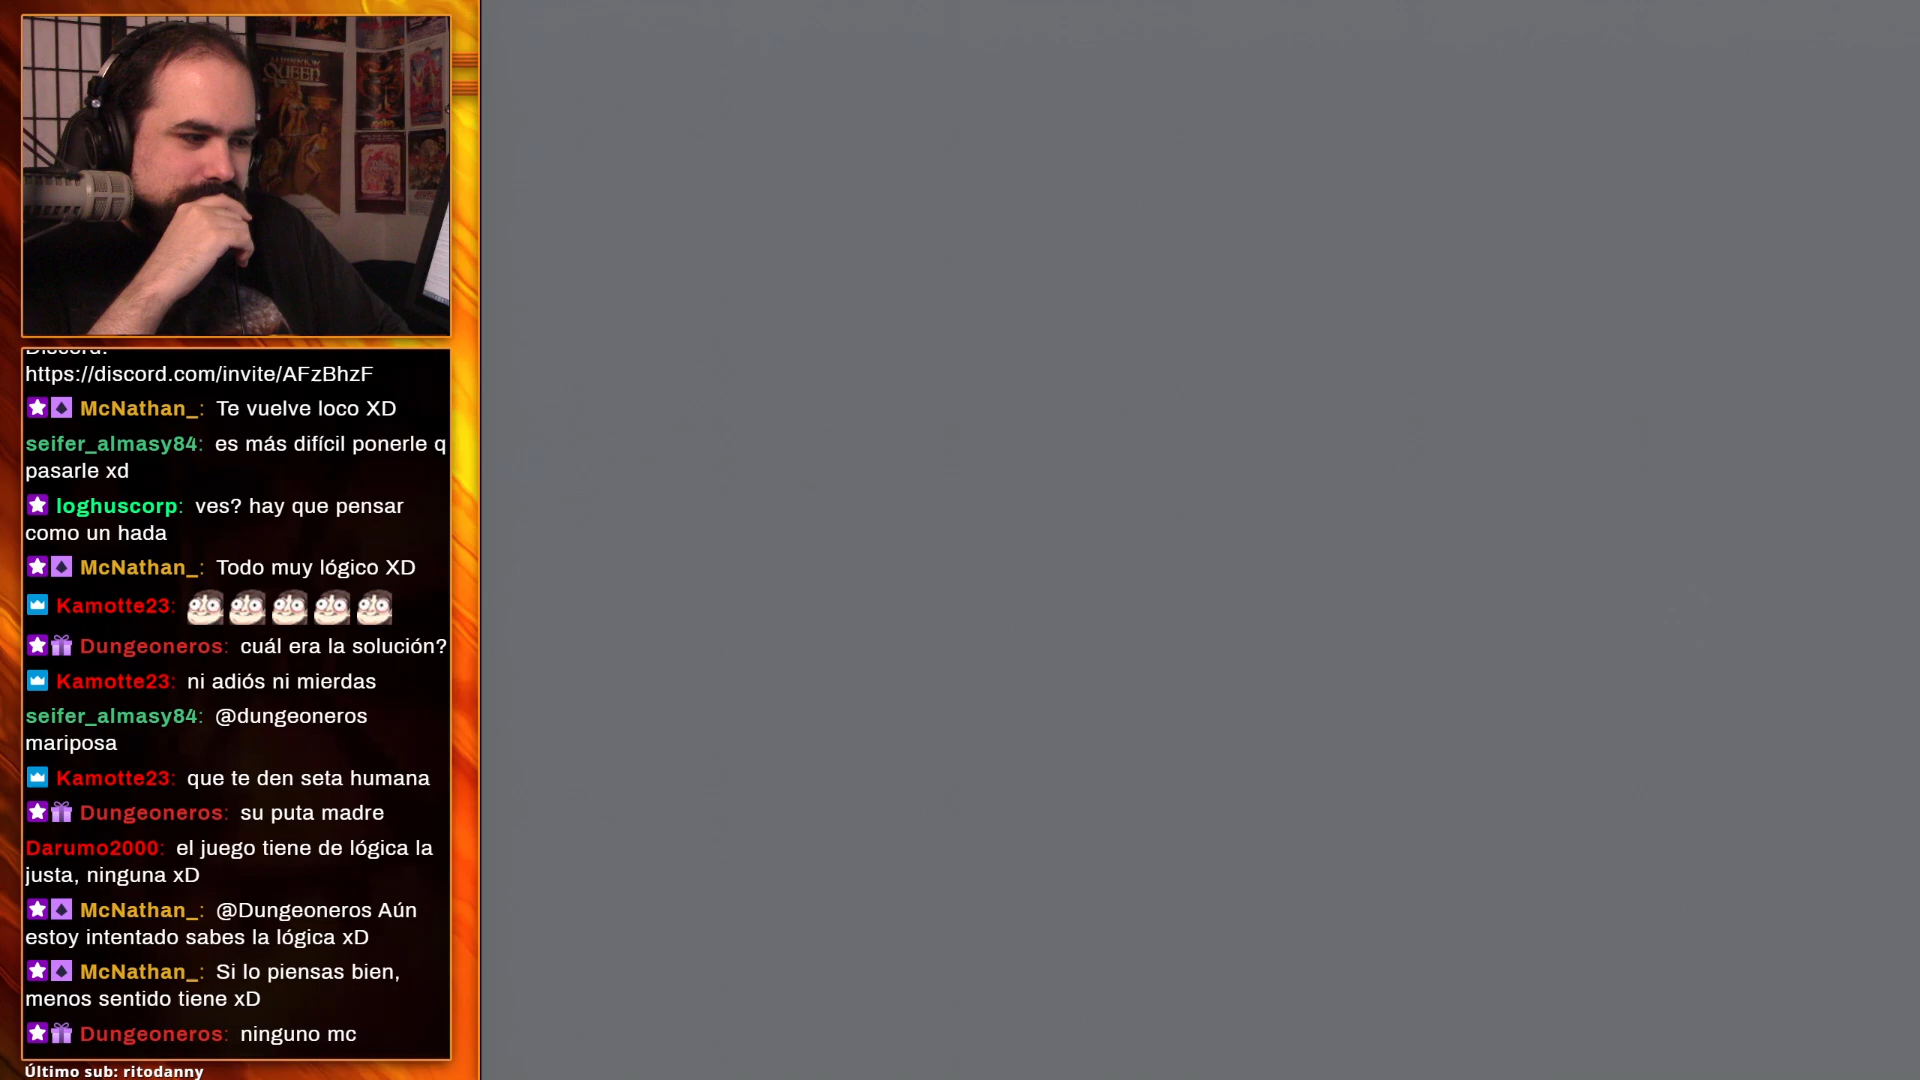 QUEEN
https://discord.com/invite/AFzBhzF
McNathan_: Te vuelve loco XD
seifer_almasy84: es más difícil ponerle q
pasarle xd
loghuscorp: ves? hay que pensar
como un hada
McNathan_: Todo muy lógico XD
Kamotte23:
Dungeoneros: cuál era la solución?
Kamotte23: ni adiós ni mierdas
seifer_almasy84: @dungeoneros
mariposa
Kamotte23: que te den seta humana
Dungeoneros: su puta madre
Darumo2000: el juego tiene de lógica la
justa, ninguna xD
McNathan_: @Dungeoneros Aún
estoy intentado sabes la lógica xD
McNathan_: Si lo piensas bien,
menos sentido tiene xD
Dungeoneros: ninguno mc
Último sub: ritodanny